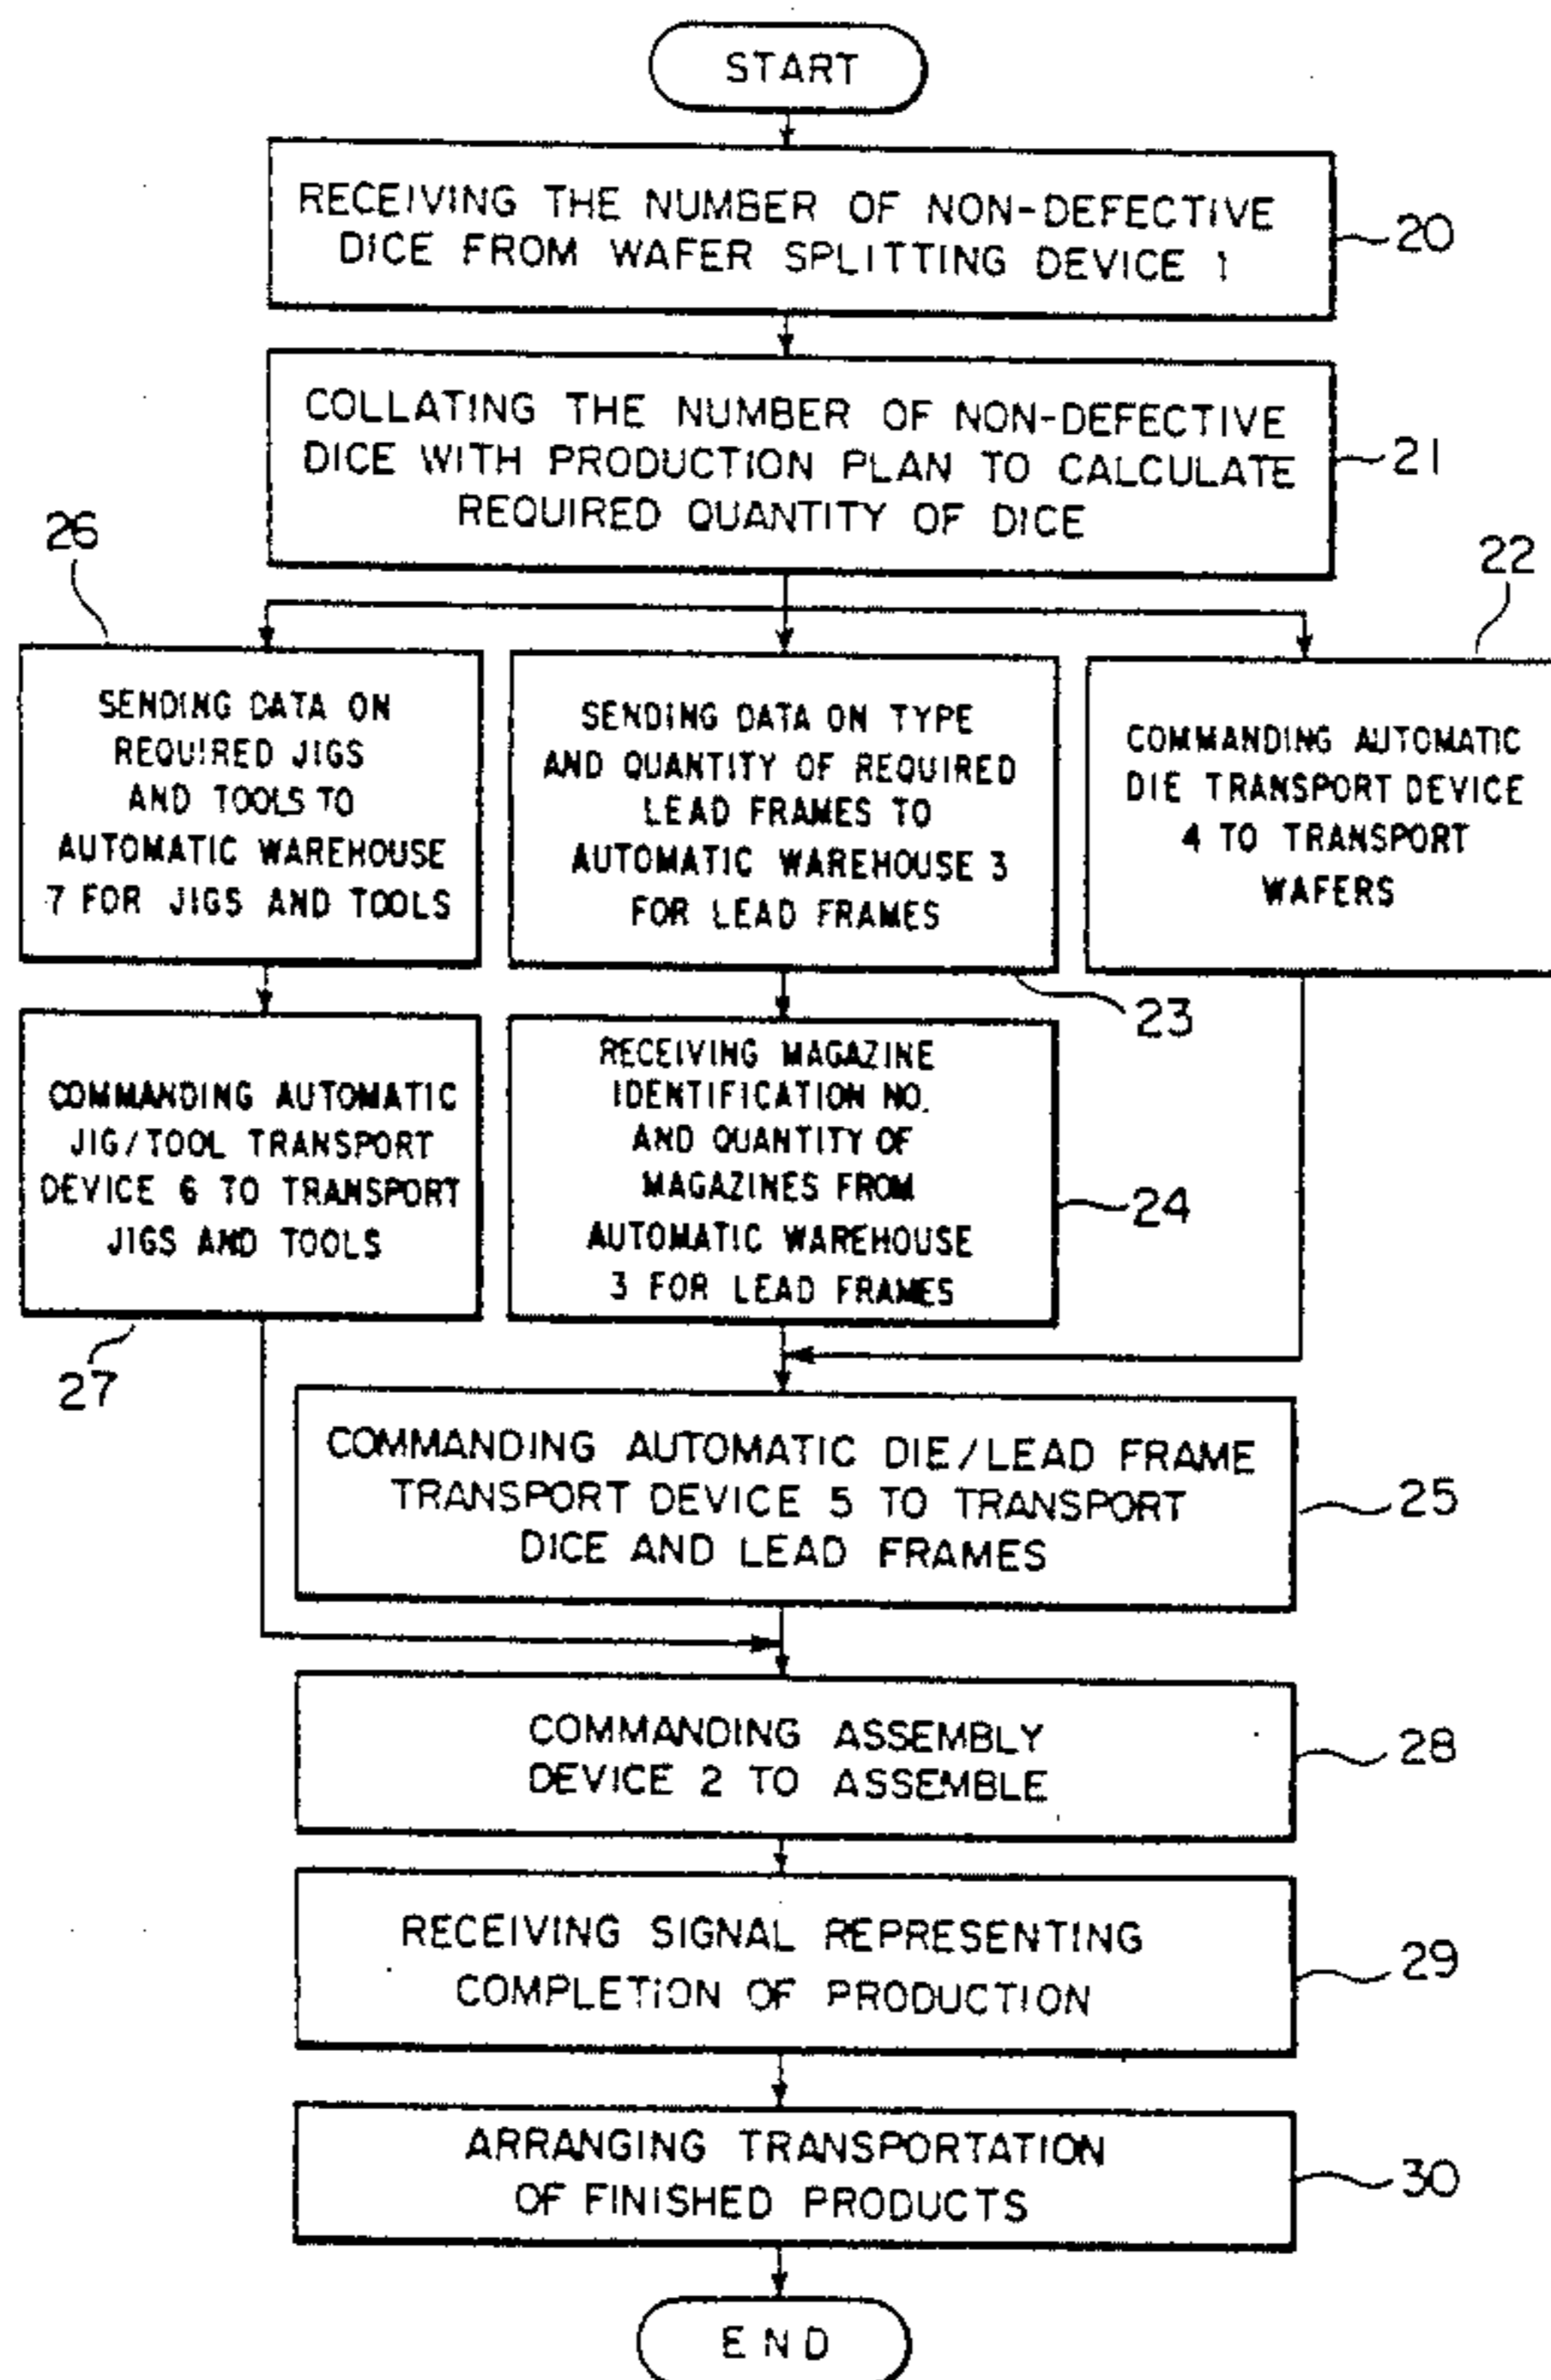 START
RECEIVING THE NUMBER OF NON-DEFECTIVE
DICE FROM WAFER SPLITTING DEVICE 1
20
COLLATING THE NUMBER OF NON-DEFECTIVE
DICE WITH PRODUCTION PLAN TO CALCULATE
REQUIRED QUANTITY OF DICE
21
26
SENDING DATA ON
REQUIRED JIGS
AND TOOLS TO
AUTOMATIC WAREHOUSE
7 FOR JIGS AND TOOLS
SENDING DATA ON TYPE
AND QUANTITY OF REQUIRED
LEAD FRAMES TO
AUTOMATIC WAREHOUSE 3
FOR LEAD FRAMES
23
22
COMMANDING AUTOMATIC
DIE TRANSPORT DEVICE
4 TO TRANSPORT
WAFERS
COMMANDING AUTOMATIC
JIG/TOOL TRANSPORT
DEVICE 6 TO TRANSPORT
JIGS AND TOOLS
27
RECEIVING MAGAZINE
IDENTIFICATION NO.
AND QUANTITY OF
MAGAZINES FROM
AUTOMATIC WAREHOUSE
3 FOR LEAD FRAMES
24
COMMANDING AUTOMATIC DIE/LEAD FRAME
TRANSPORT DEVICE 5 TO TRANSPORT
DICE AND LEAD FRAMES
25
COMMANDING ASSEMBLY
DEVICE 2 TO ASSEMBLE
28
RECEIVING SIGNAL REPRESENTING
COMPLETION OF PRODUCTION
29
ARRANGING TRANSPORTATION
OF FINISHED PRODUCTS
30
END